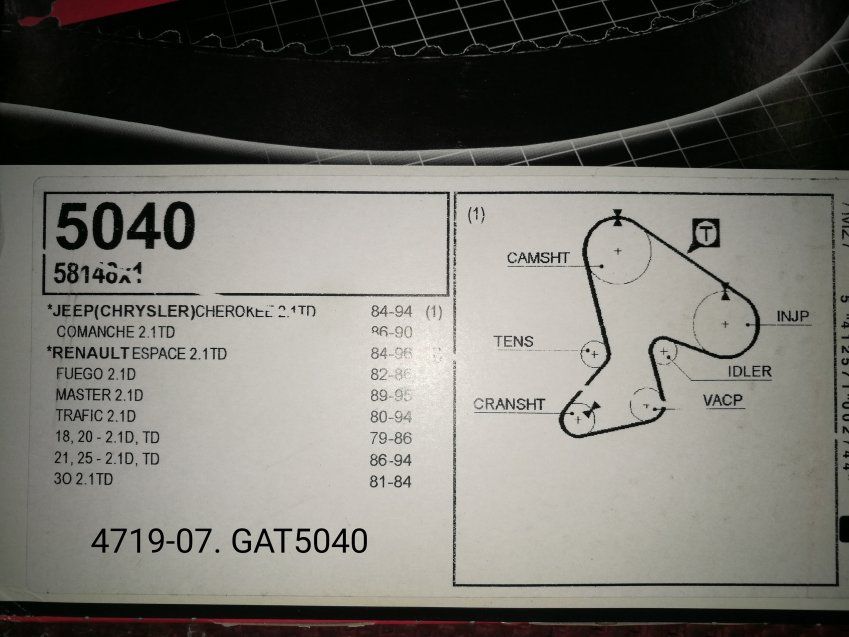 5040
58148x1
*JEEP(CHRYSLER)CHEROKEE 2.1TD 84-94 (1)
COMANCHE 2.1TD 86-90
*RENAULT ESPACE 2.1TD 84-96
FUEGO 2.1D 82-86
MASTER 2.1D 89-95
TRAFIC 2.1D 80-94
18, 20 - 2.1D, TD 79-86
21, 25 - 2.1D, TD 86-94
30 2.1TD 81-84
4719-07. GAT5040
(1)
T
CAMSHT
INJP
TENS
IDLER
CRANSHT
VACP